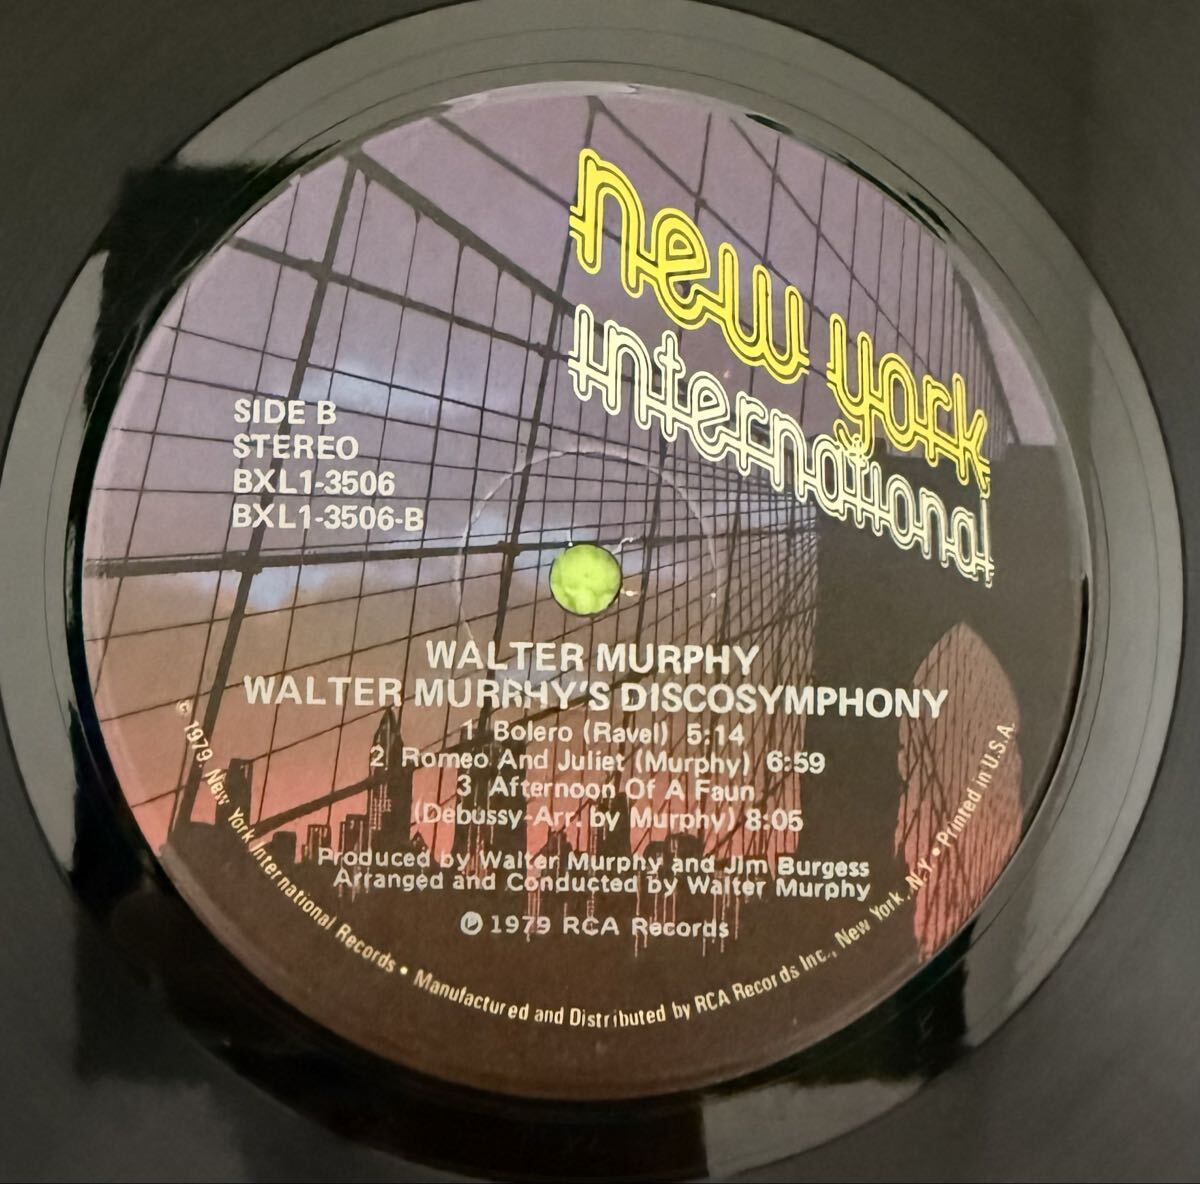 new york
international
SIDE B
STEREO
BXL1-3506
BXL1-3506-B
WALTER MURPHY
WALTER MURPHY'S DISCOSYMPHONY
1 Bolero (Ravel) 5:14
2 Romeo And Juliet (Murphy) 6:59
3 Afternoon Of A Faun
(Debussy-Arr. by Murphy) 8:05
Produced by Walter Murphy and Jim Burgess
Arranged and Conducted by Walter Murphy
℗ 1979 RCA Records
© 1979, New York International Records • Manufactured and Distributed by RCA Records Inc., New York, N.Y. • Printed in U.S.A.